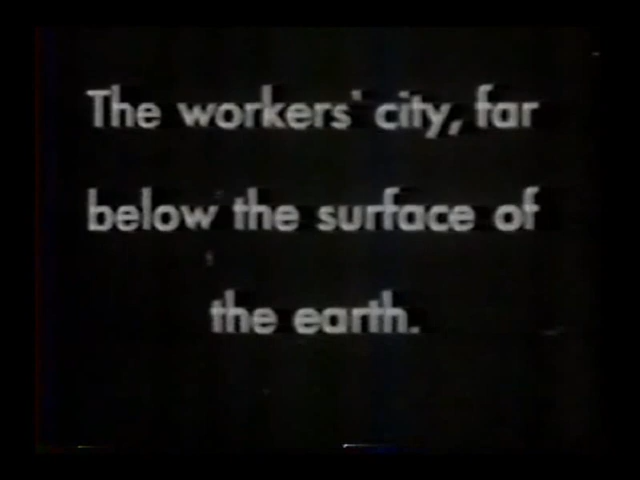 The workers' city, far
below the surface of
the earth.